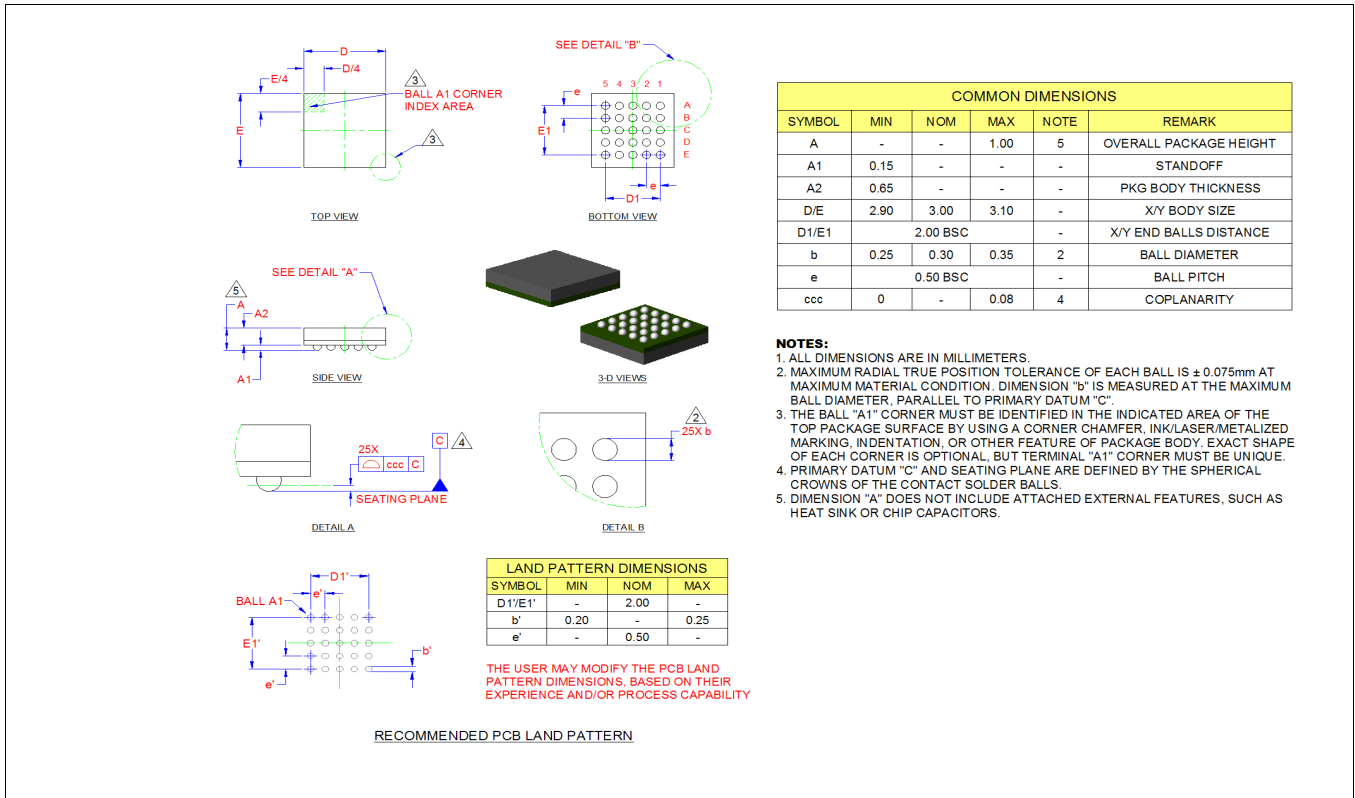 D
D/4
E/4
3
BALL A1 CORNER
INDEX AREA
E
3
TOP VIEW
SEE DETAIL "B"
5 4 3 2 1
e
A
B
C
D
E
E1
e
D1
BOTTOM VIEW
SEE DETAIL "A"
5
A
A2
A1
SIDE VIEW
3-D VIEWS
25X
ccc C
C
4
SEATING PLANE
DETAIL A
2
25X b
DETAIL B
D1'
e'
BALL A1
E1'
b'
e'
LAND PATTERN DIMENSIONS
SYMBOL MIN NOM MAX
D1'/E1' - 2.00 -
b' 0.20 - 0.25
e' - 0.50 -
THE USER MAY MODIFY THE PCB LAND
PATTERN DIMENSIONS, BASED ON THEIR
EXPERIENCE AND/OR PROCESS CAPABILITY
RECOMMENDED PCB LAND PATTERN
COMMON DIMENSIONS
SYMBOL MIN NOM MAX NOTE REMARK
A - - 1.00 5 OVERALL PACKAGE HEIGHT
A1 0.15 - - - STANDOFF
A2 0.65 - - - PKG BODY THICKNESS
D/E 2.90 3.00 3.10 - X/Y BODY SIZE
D1/E1 2.00 BSC - X/Y END BALLS DISTANCE
b 0.25 0.30 0.35 2 BALL DIAMETER
e 0.50 BSC - BALL PITCH
ccc 0 - 0.08 4 COPLANARITY
NOTES:
1. ALL DIMENSIONS ARE IN MILLIMETERS.
2. MAXIMUM RADIAL TRUE POSITION TOLERANCE OF EACH BALL IS ± 0.075mm AT
MAXIMUM MATERIAL CONDITION. DIMENSION "b" IS MEASURED AT THE MAXIMUM
BALL DIAMETER, PARALLEL TO PRIMARY DATUM "C".
3. THE BALL "A1" CORNER MUST BE IDENTIFIED IN THE INDICATED AREA OF THE
TOP PACKAGE SURFACE BY USING A CORNER CHAMFER, INK/LASER/METALIZED
MARKING, INDENTATION, OR OTHER FEATURE OF PACKAGE BODY. EXACT SHAPE
OF EACH CORNER IS OPTIONAL, BUT TERMINAL "A1" CORNER MUST BE UNIQUE.
4. PRIMARY DATUM "C" AND SEATING PLANE ARE DEFINED BY THE SPHERICAL
CROWNS OF THE CONTACT SOLDER BALLS.
5. DIMENSION "A" DOES NOT INCLUDE ATTACHED EXTERNAL FEATURES, SUCH AS
HEAT SINK OR CHIP CAPACITORS.